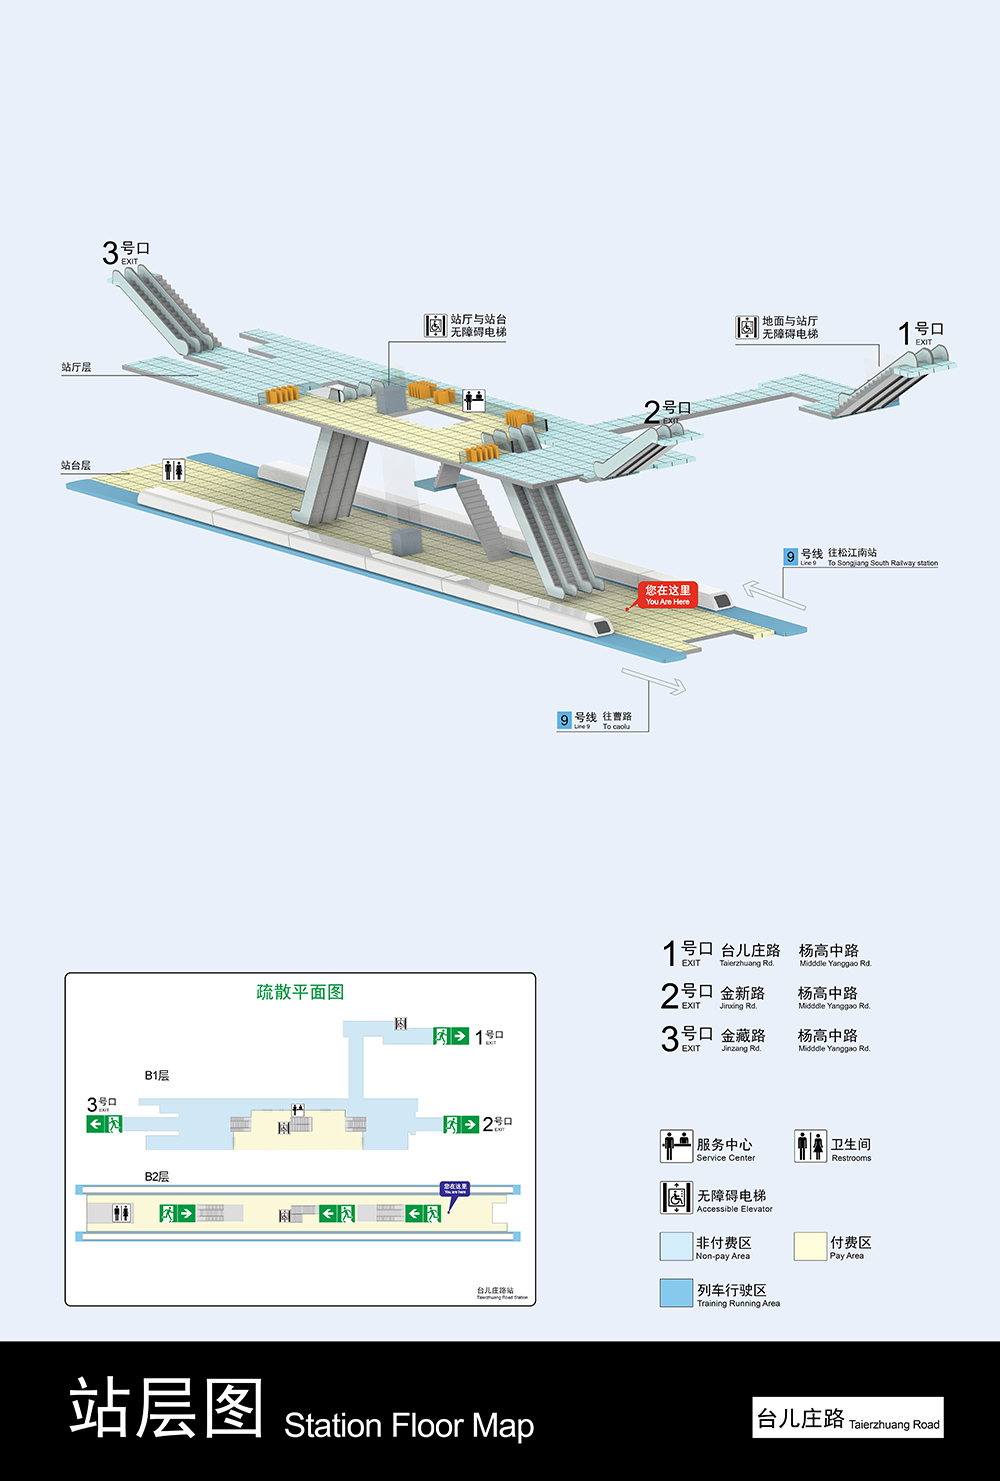 3号口
EXIT
站厅与站台
无障碍电梯
地面与站厅
无障碍电梯
1号口
EXIT
站厅层
2号口
EXIT
站台层
9 号线 往松江南站
Line 9 To Songjiang South Railway station
您在这里
You Are Here
9 号线 往曹路
Line 9 To caolu
1号口 台儿庄路 杨高中路
EXIT Taierzhuang Rd. Midddle Yanggao Rd.
2号口 金新路 杨高中路
EXIT Jinxing Rd. Midddle Yanggao Rd.
3号口 金藏路 杨高中路
EXIT Jinzang Rd. Midddle Yanggao Rd.
疏散平面图
1号口
EXIT
B1层
3号口
EXIT
2号口
EXIT
B2层
您在这里
You are here
台儿庄路站
Taierzhuang Road Station
服务中心
Service Center
卫生间
Restrooms
无障碍电梯
Accessible Elevator
非付费区
Non-pay Area
付费区
Pay Area
列车行驶区
Training Running Area
站层图 Station Floor Map
台儿庄路 Taierzhuang Road